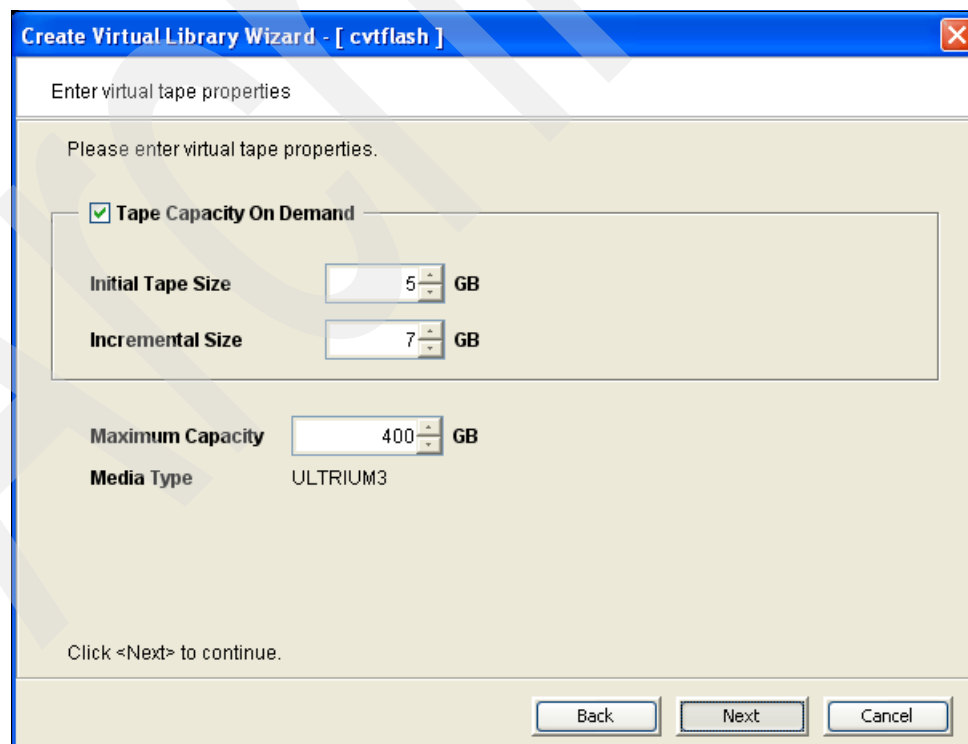 Create Virtual Library Wizard - [ cvtflash ]
Enter virtual tape properties
Please enter virtual tape properties.
Tape Capacity On Demand
Initial Tape Size 5 GB
Incremental Size 7 GB
Maximum Capacity 400 GB
Media Type ULTRIUM3
Click <Next> to continue.
Back Next Cancel